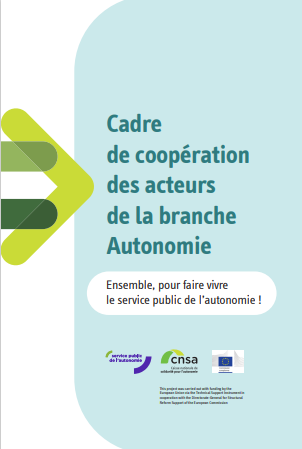 Cadre
de coopération
des acteurs
de la branche
Autonomie
Ensemble, pour faire vivre
le service public de l'autonomie !
service public
de l'autonomie
cnsa
Caisse nationale de
solidarité pour l'autonomie
This project was carried out with funding by the
European Union via the Technical Support Instrument in
cooperation with the Directorate General for Structural
Reform Support of the European Commission